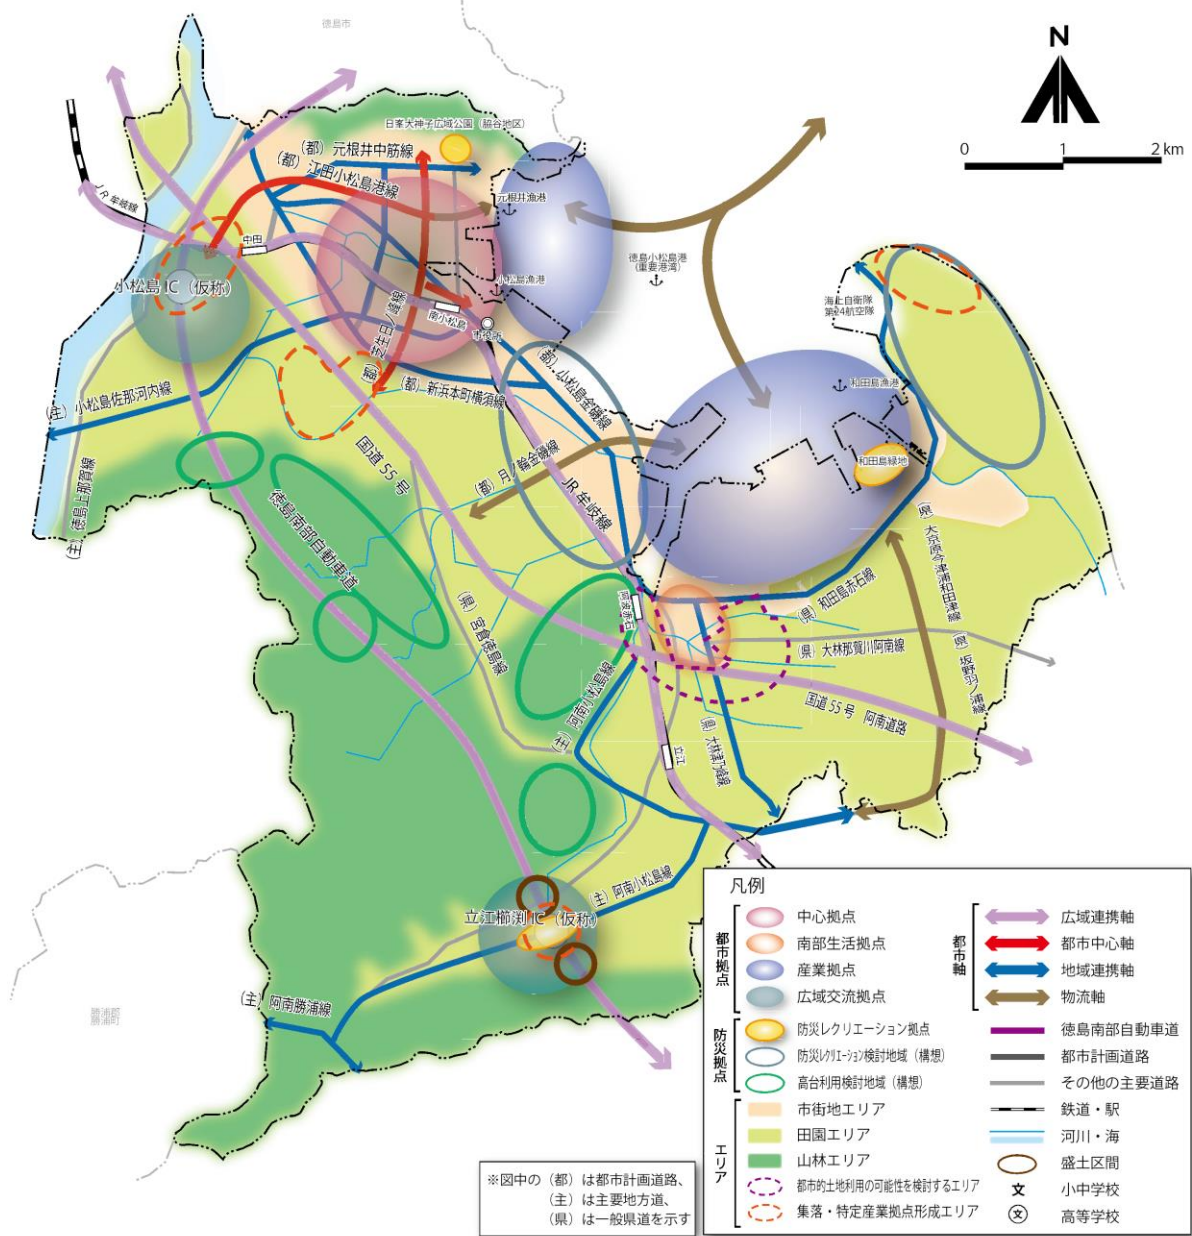 徳島市
N
0 1 2 km
日峯大神子広域公園（脇谷地区）
（都）元根井中筋線
（都）江田小松島港線
JR 牟岐線
元根井漁港
中田
徳島小松島港
（重要港湾）
小松島 IC（仮称）
小松島漁港
海上自衛隊
第24航空隊
南小松島
市役所
（都）芝生日ノ峰線
（都）小松島金磯線
和田島漁港
（主）小松島佐那河内線
（都）新浜本町横須線
国道 55 号
和田島緑地
（都）月ノ輪金磯線
JR 牟岐線
（主）徳島上那賀線
徳島南部自動車道
（県）大京原今津浦和田津線
（県）和田島赤石線
阿波赤石
（県）宮倉徳島線
（県）大林那賀川阿南線
（県）坂野羽ノ浦線
（主）阿南小松島線
国道 55 号 阿南道路
（県）大林津乃峰線
立江
（主）阿南小松島線
立江櫛渕 IC（仮称）
（主）阿南勝浦線
勝浦郡
勝浦町
凡例
都市拠点
中心拠点
南部生活拠点
産業拠点
広域交流拠点
防災拠点
防災レクリエーション拠点
防災レクリエーション検討地域（構想）
高台利用検討地域（構想）
エリア
市街地エリア
田園エリア
山林エリア
都市的土地利用の可能性を検討するエリア
集落・特定産業拠点形成エリア
都市軸
広域連携軸
都市中心軸
地域連携軸
物流軸
徳島南部自動車道
都市計画道路
その他の主要道路
鉄道・駅
河川・海
盛土区間
文 小中学校
文 高等学校
※図中の（都）は都市計画道路、
（主）は主要地方道、
（県）は一般県道を示す